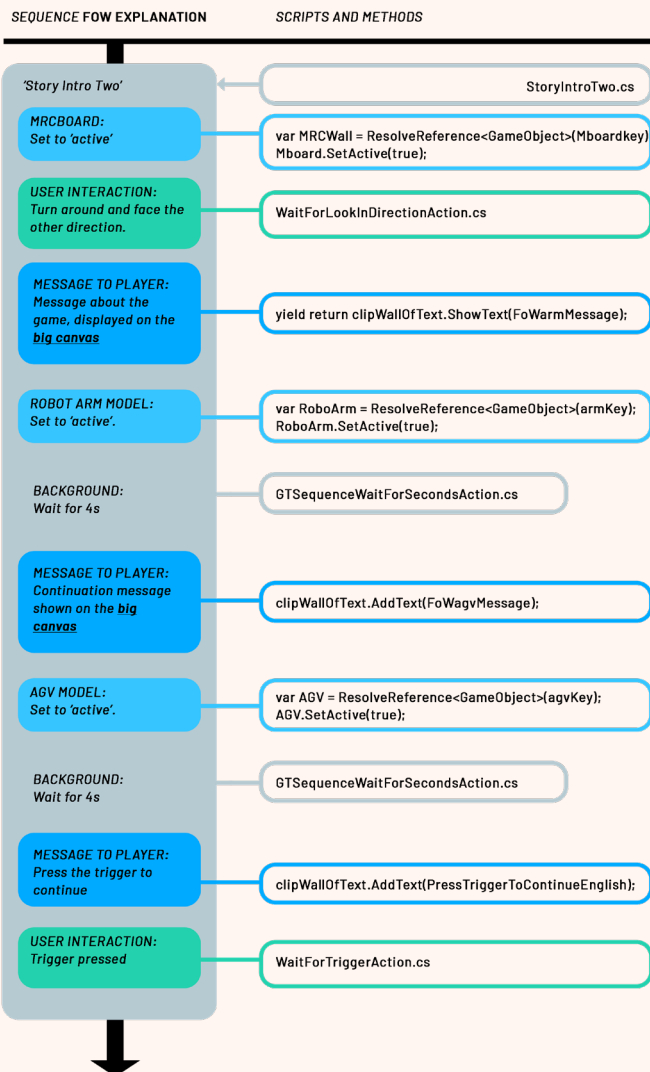 SEQUENCE FOW EXPLANATION
SCRIPTS AND METHODS
'Story Intro Two'
StoryIntroTwo.cs
MRCBOARD:
Set to 'active'
var MRCWall = ResolveReference<GameObject>(Mboardkey)
Mboard.SetActive(true);
USER INTERACTION:
Turn around and face the
other direction.
WaitForLookInDirectionAction.cs
MESSAGE TO PLAYER:
Message about the
game, displayed on the
big canvas
yield return clipWallOfText.ShowText(FoWarmMessage);
ROBOT ARM MODEL:
Set to 'active'.
var RoboArm = ResolveReference<GameObject>(armKey);
RoboArm.SetActive(true);
BACKGROUND:
Wait for 4s
GTSequenceWaitForSecondsAction.cs
MESSAGE TO PLAYER:
Continuation message
shown on the big
canvas
clipWallOfText.AddText(FoWagvMessage);
AGV MODEL:
Set to 'active'.
var AGV = ResolveReference<GameObject>(agvKey);
AGV.SetActive(true);
BACKGROUND:
Wait for 4s
GTSequenceWaitForSecondsAction.cs
MESSAGE TO PLAYER:
Press the trigger to
continue
clipWallOfText.AddText(PressTriggerToContinueEnglish);
USER INTERACTION:
Trigger pressed
WaitForTriggerAction.cs